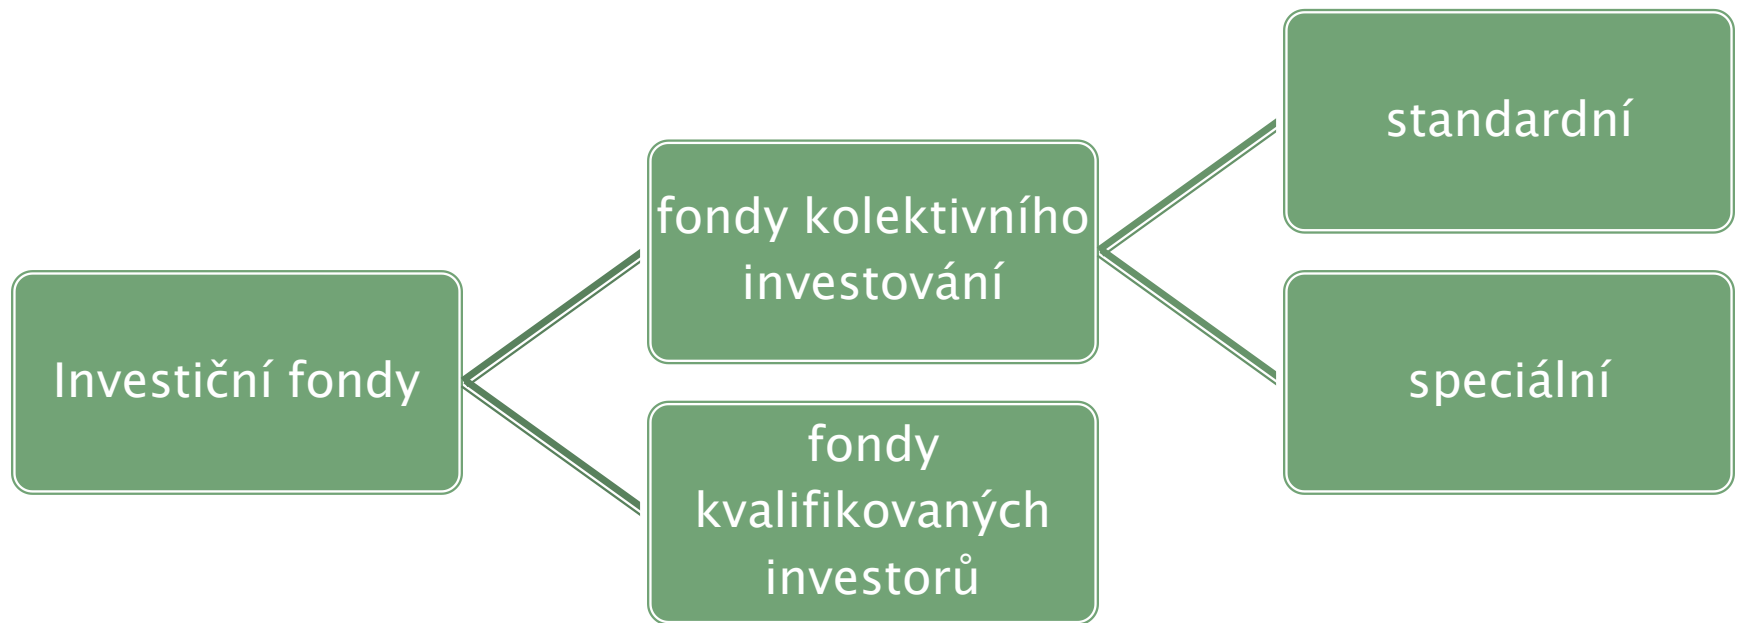 Investiční fondy
fondy kolektivního
investování
fondy
kvalifikovaných
investorů
standardní
speciální